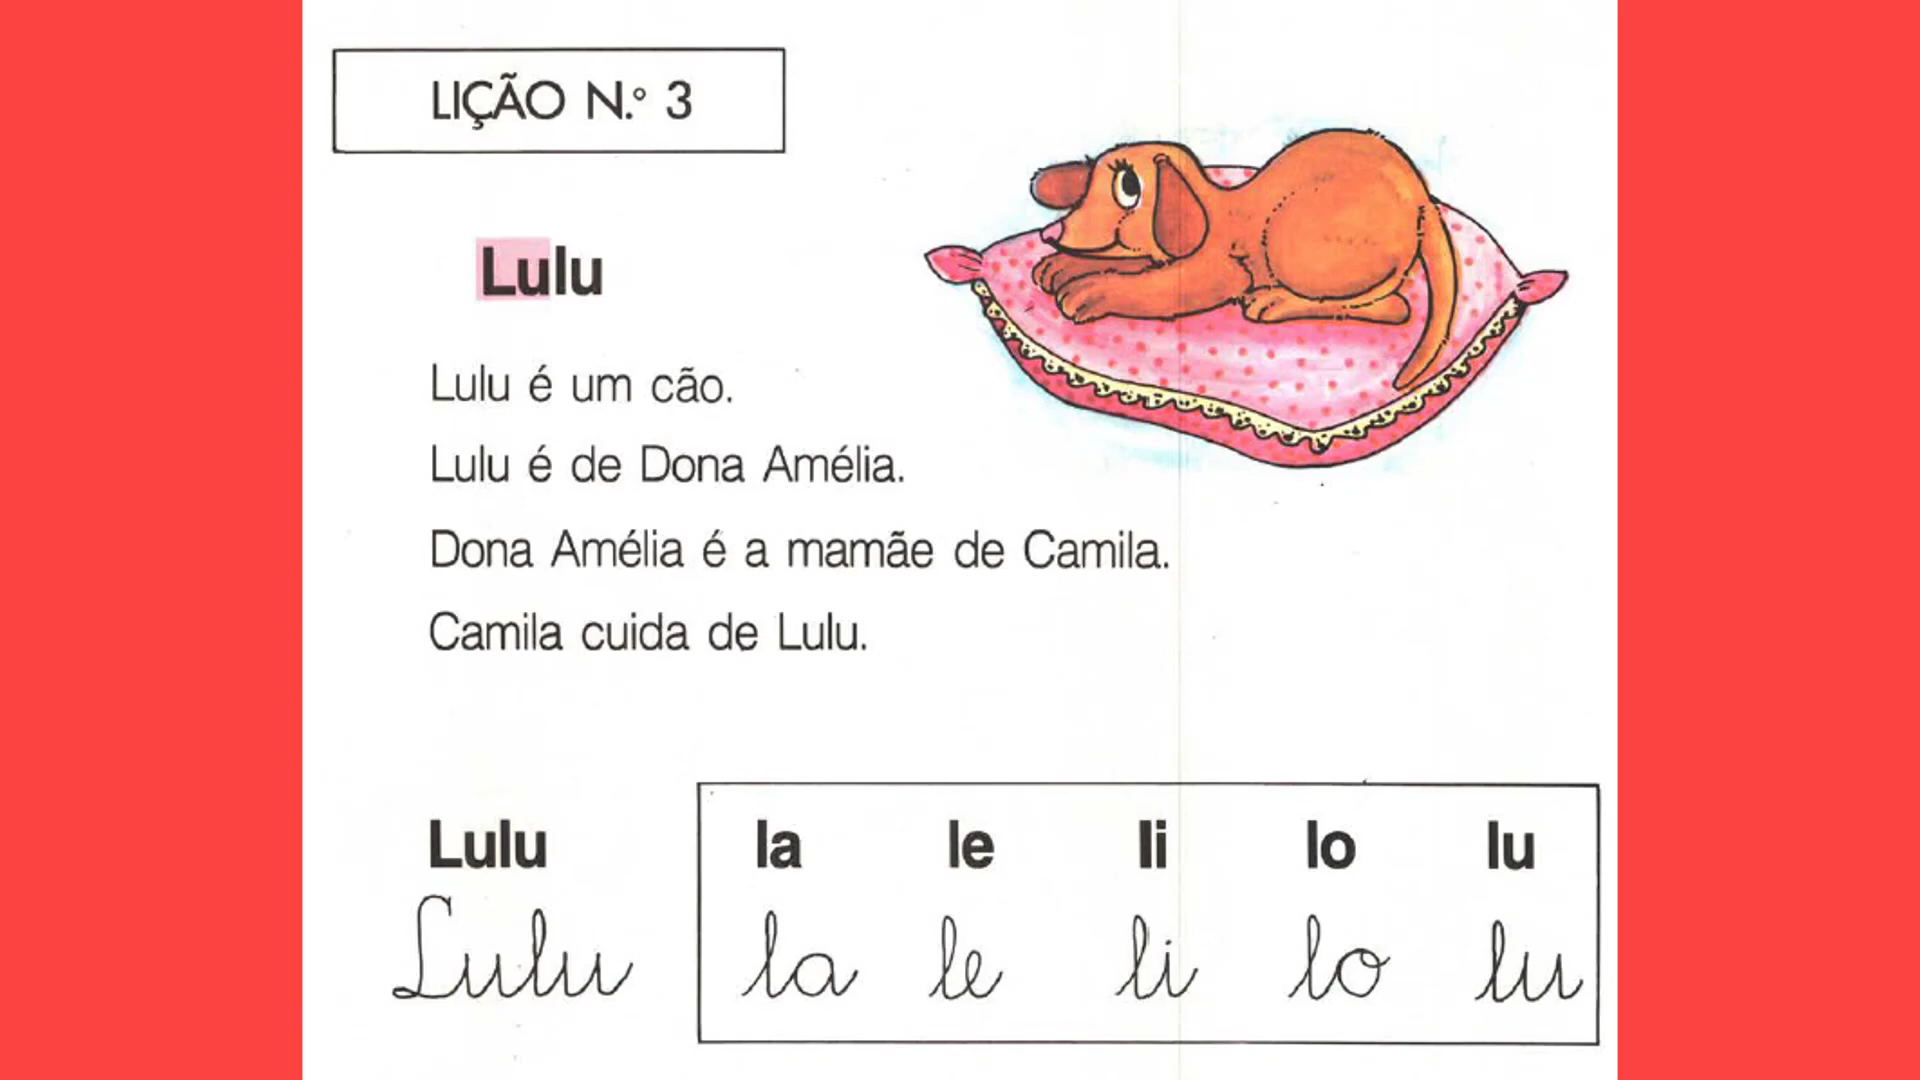 LIÇÃO N.º 3
Lulu
Lulu é um cão.
Lulu é de Dona Amélia.
Dona Amélia é a mamãe de Camila.
Camila cuida de Lulu.
Lulu
la le li lo lu
Lulu
la le li lo lu